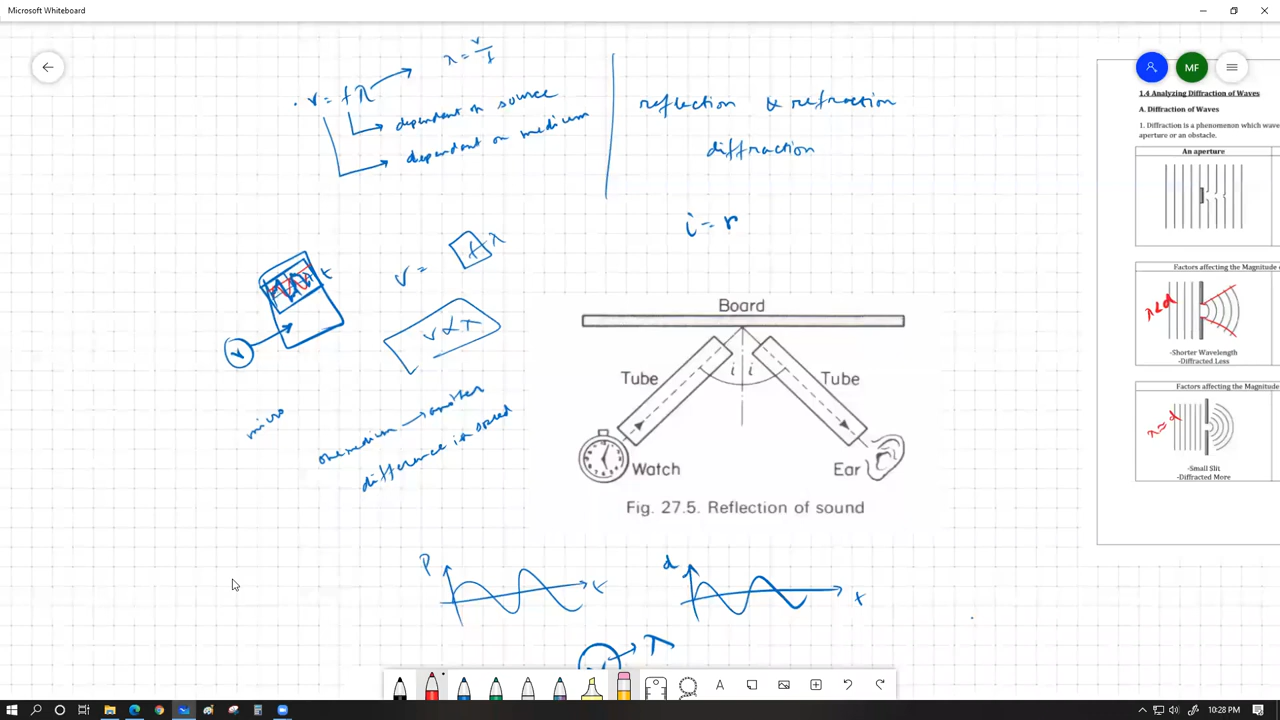 Microsoft Whiteboard
λ = v/f
v = fλ
dependant on source
dependant on medium
reflection & refraction
diffraction
i = r
v = fλ
v ∝ λ
v
t
micro
one medium → another
difference in speed
Board
Tube
i i
Tube
Watch
Ear
Fig. 27.5. Reflection of sound
P
t
d
x
λ
MF
1.4 Analyzing Diffraction of Waves
A. Diffraction of Waves
1. Diffraction is a phenomenon which wave
aperture or an obstacle.
An aperture
Factors affecting the Magnitude
λ<d
-Shorter Wavelength
-Diffracted Less
Factors affecting the Magnitude
λ≈d
-Small Slit
-Diffracted More
A
10:28 PM